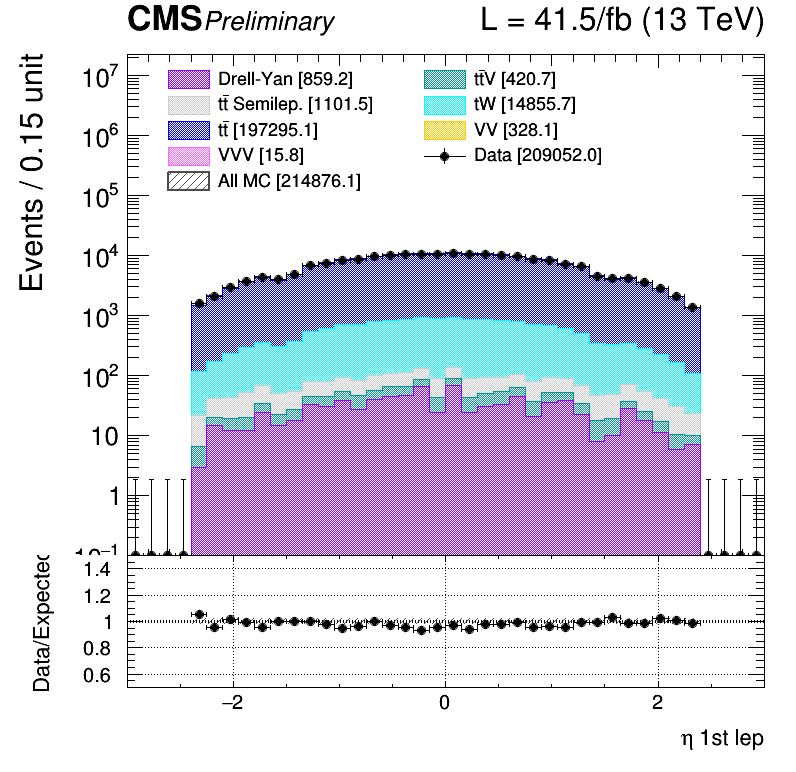 CMS Preliminary L = 41.5/fb (13 TeV)
Events / 0.15 unit
10⁷
10⁶
10⁵
10⁴
10³
10²
10
1
10⁻¹
Drell-Yan [859.2]
tt̄V [420.7]
tt̄ Semilep. [1101.5]
tW [14855.7]
tt̄ [197295.1]
VV [328.1]
VVV [15.8]
Data [209052.0]
All MC [214876.1]
Data/Expected
1.4
1.2
1
0.8
0.6
−2 0 2
η 1st lep